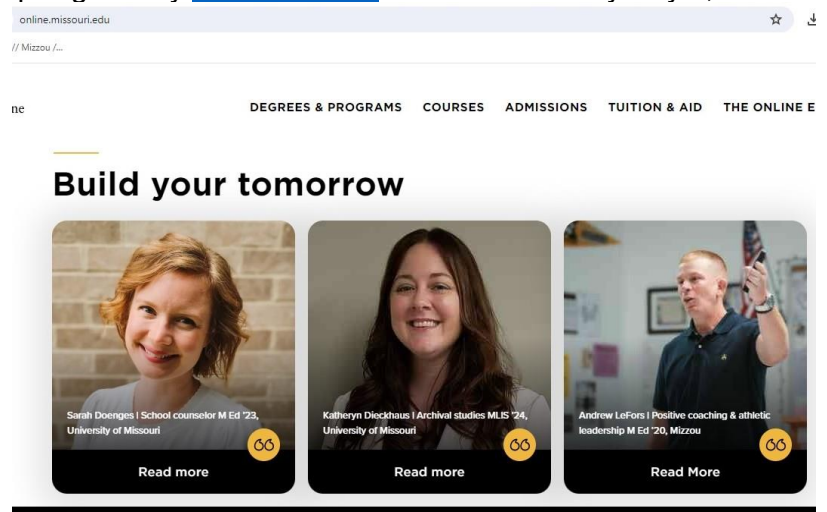 online.missouri.edu
// Mizzou /...
ne
DEGREES & PROGRAMS COURSES ADMISSIONS TUITION & AID THE ONLINE E
Build your tomorrow
Sarah Doenges | School counselor M Ed '23,
University of Missouri
Read more
Katheryn Dieckhaus | Archival studies MLIS '24,
University of Missouri
Read more
Andrew LeFors | Positive coaching & athletic
leadership M Ed '20, Mizzou
Read More